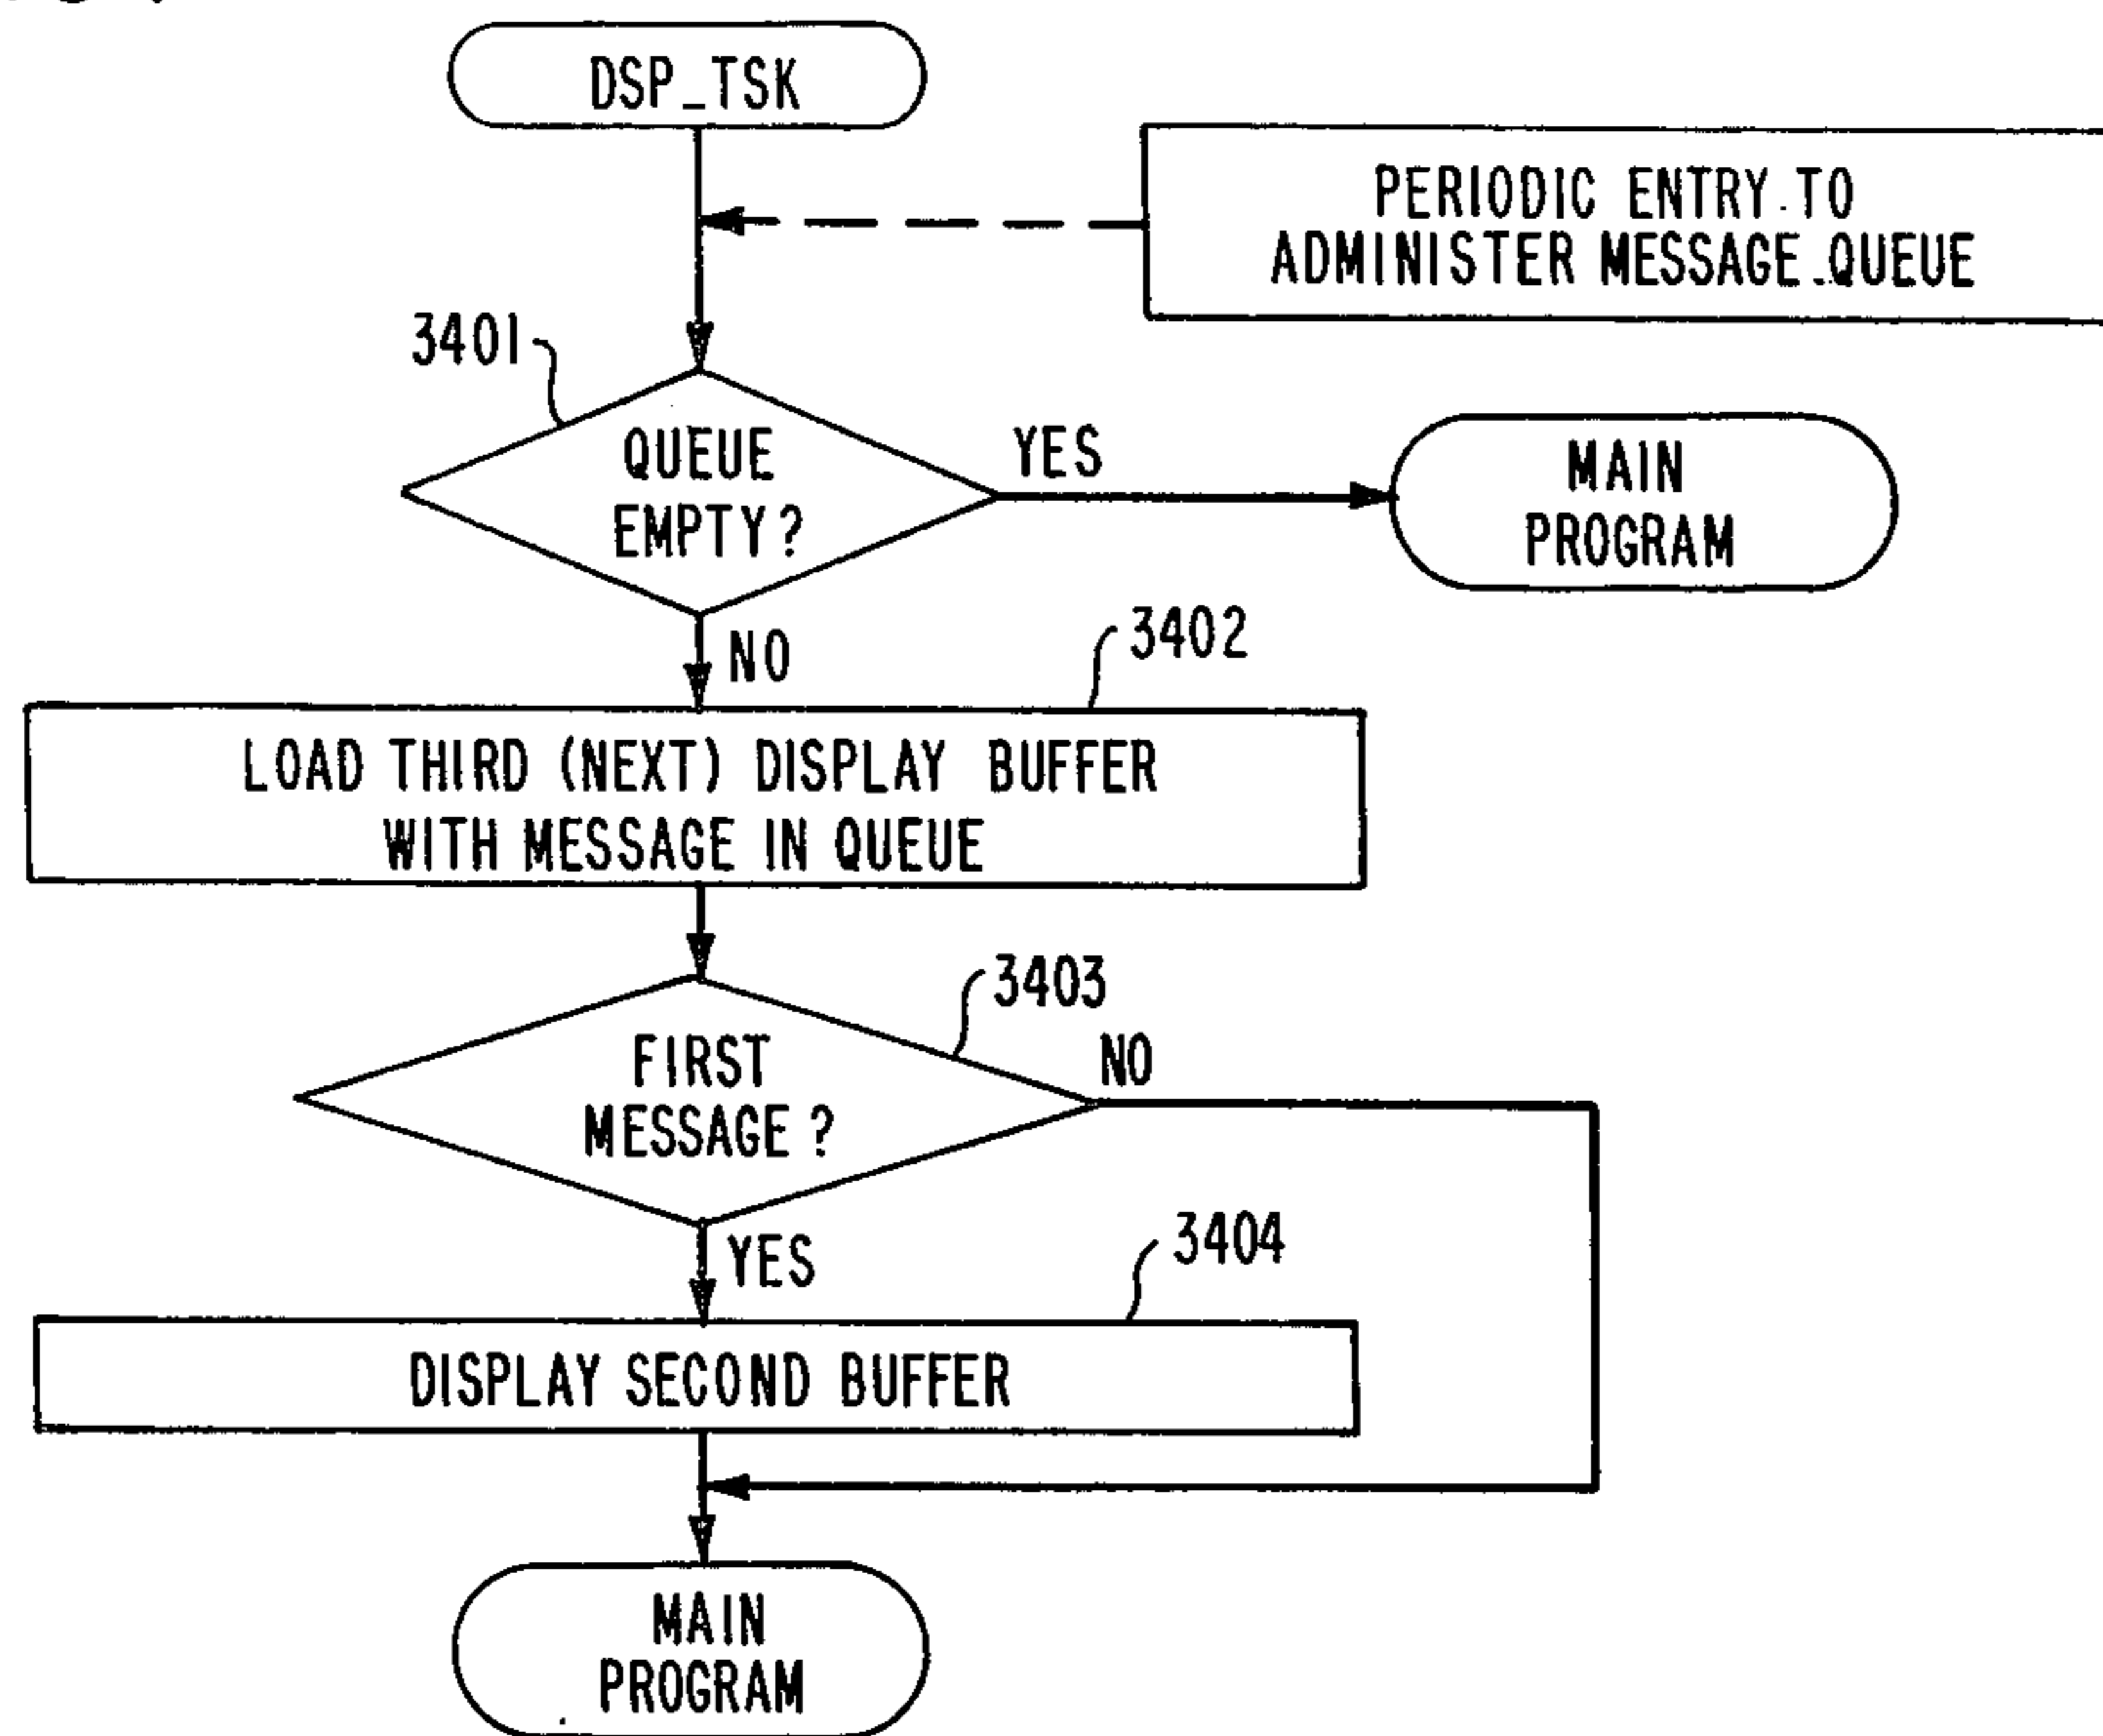 DSP_TSK
PERIODIC ENTRY TO
ADMINISTER MESSAGE QUEUE
3401
QUEUE
EMPTY?
YES
MAIN
PROGRAM
NO
3402
LOAD THIRD (NEXT) DISPLAY BUFFER
WITH MESSAGE IN QUEUE
3403
FIRST
MESSAGE?
NO
YES
3404
DISPLAY SECOND BUFFER
MAIN
PROGRAM